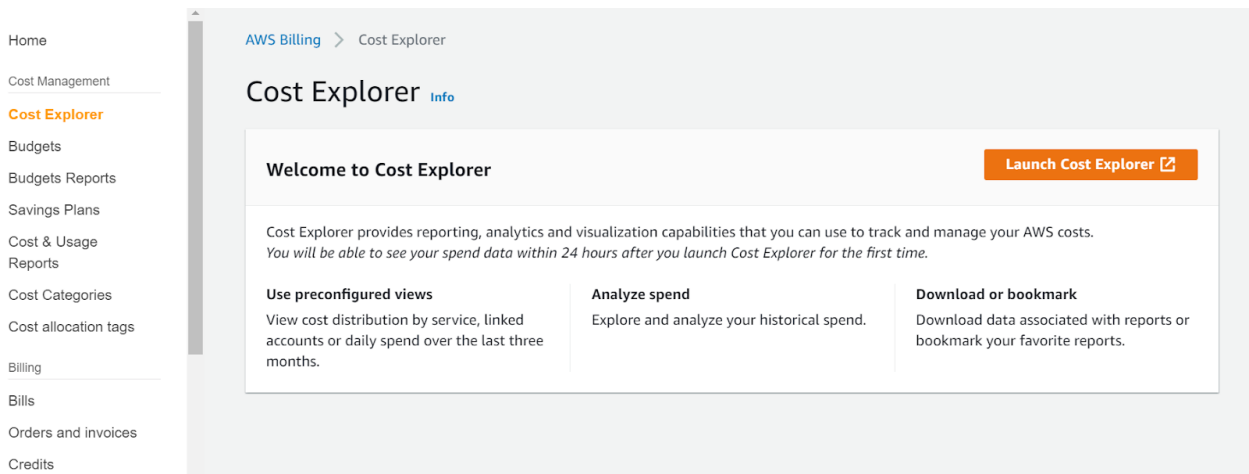 Home
Cost Management
Cost Explorer
Budgets
Budgets Reports
Savings Plans
Cost & Usage
Reports
Cost Categories
Cost allocation tags
Billing
Bills
Orders and invoices
Credits
AWS Billing > Cost Explorer
Cost Explorer Info
Welcome to Cost Explorer
Launch Cost Explorer
Cost Explorer provides reporting, analytics and visualization capabilities that you can use to track and manage your AWS costs.
You will be able to see your spend data within 24 hours after you launch Cost Explorer for the first time.
Use preconfigured views
View cost distribution by service, linked
accounts or daily spend over the last three
months.
Analyze spend
Explore and analyze your historical spend.
Download or bookmark
Download data associated with reports or
bookmark your favorite reports.